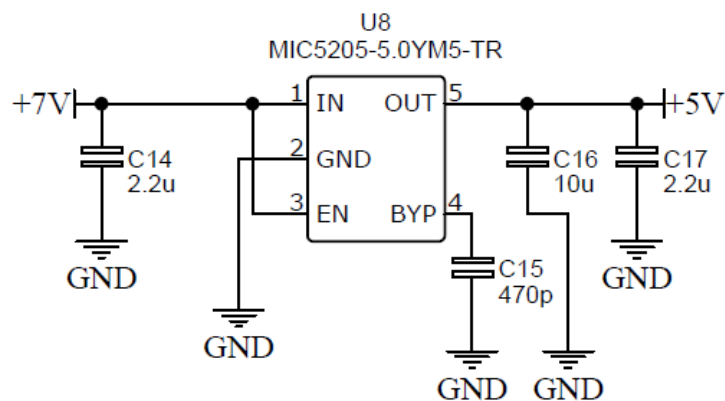 U8
MIC5205-5.0YM5-TR
+7V
1 IN OUT 5
+5V
C14
2.2u
2 GND
C16
10u
C17
2.2u
3 EN BYP 4
GND
GND
C15
470p
GND
GND
GND